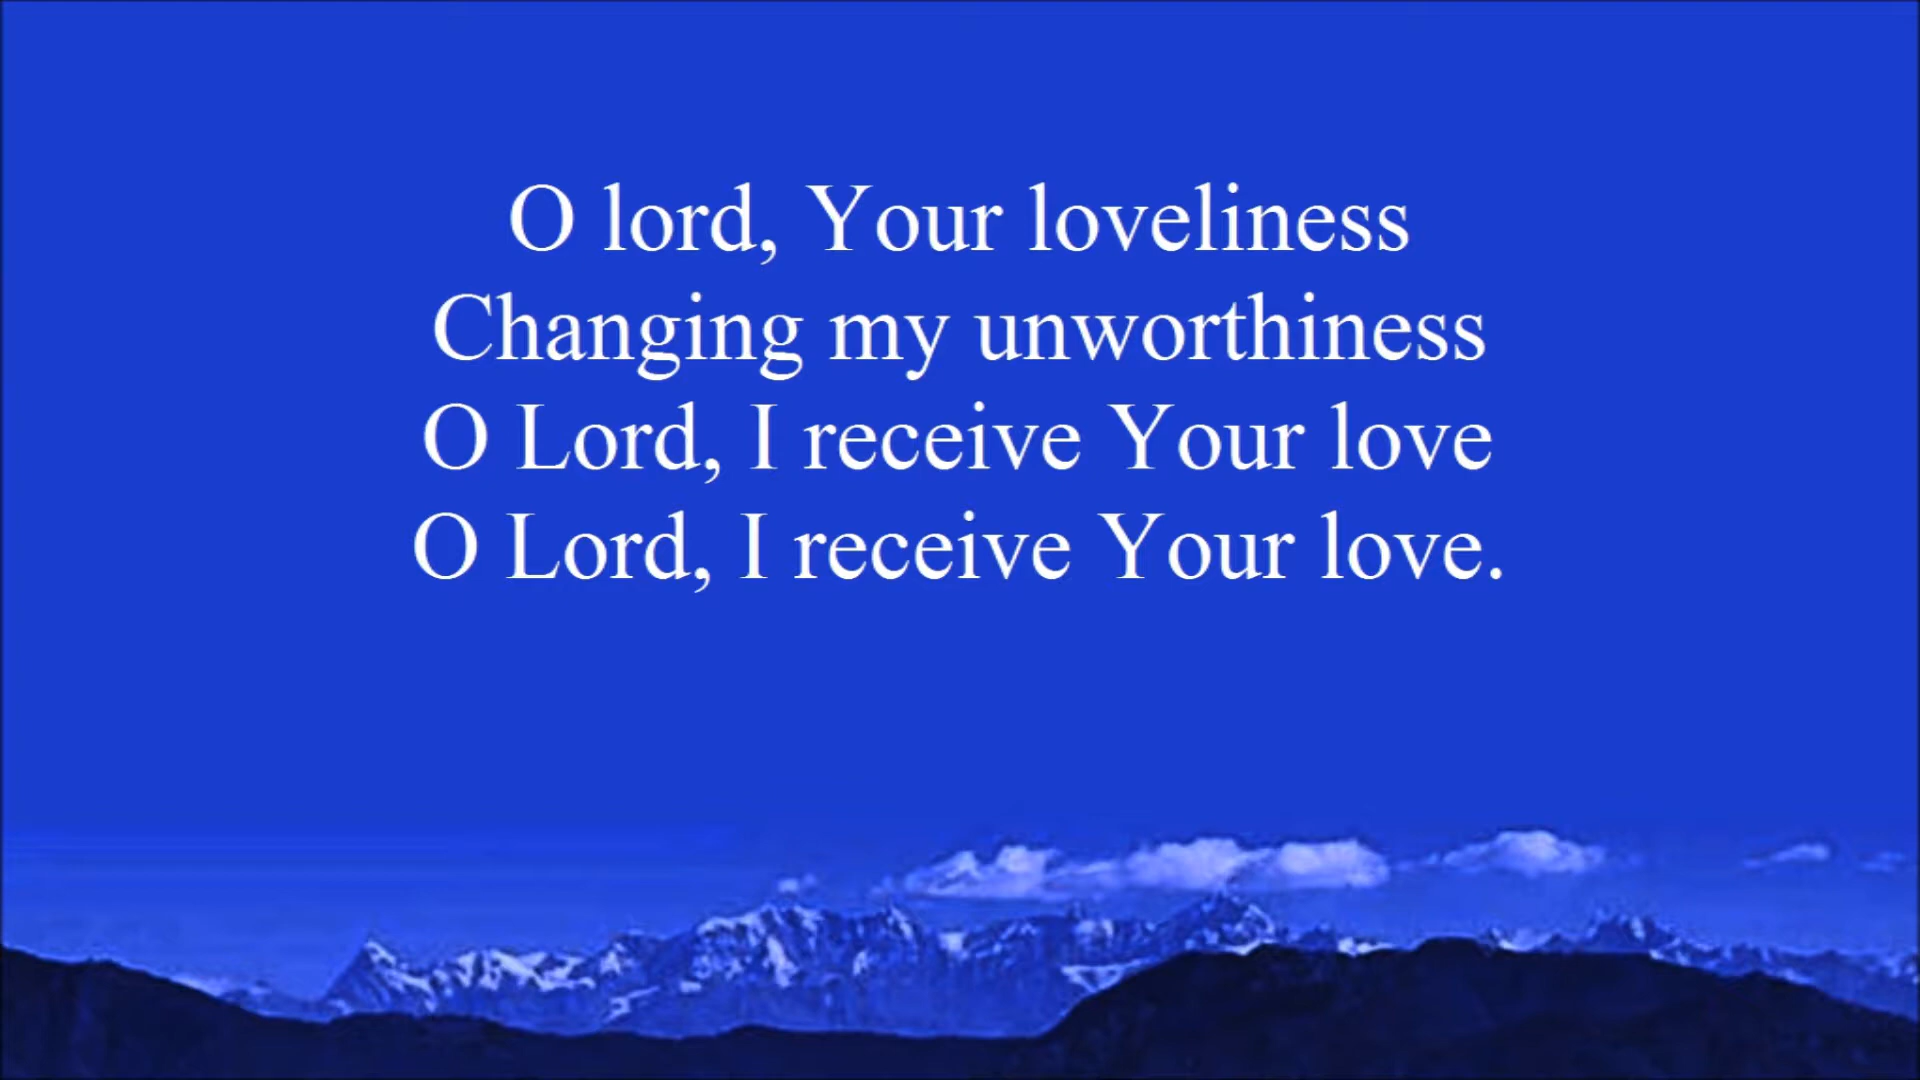 O lord, Your loveliness
Changing my unworthiness
O Lord, I receive Your love
O Lord, I receive Your love.